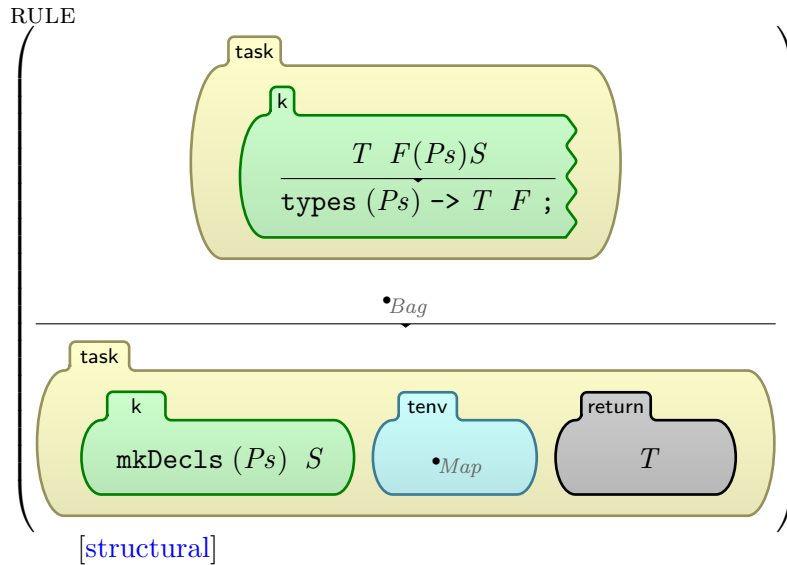 RULE
task
k
T F(Ps)S
types (Ps) -> T F ;
•Bag
task
k tenv return
mkDecls (Ps) S •Map T
[structural]